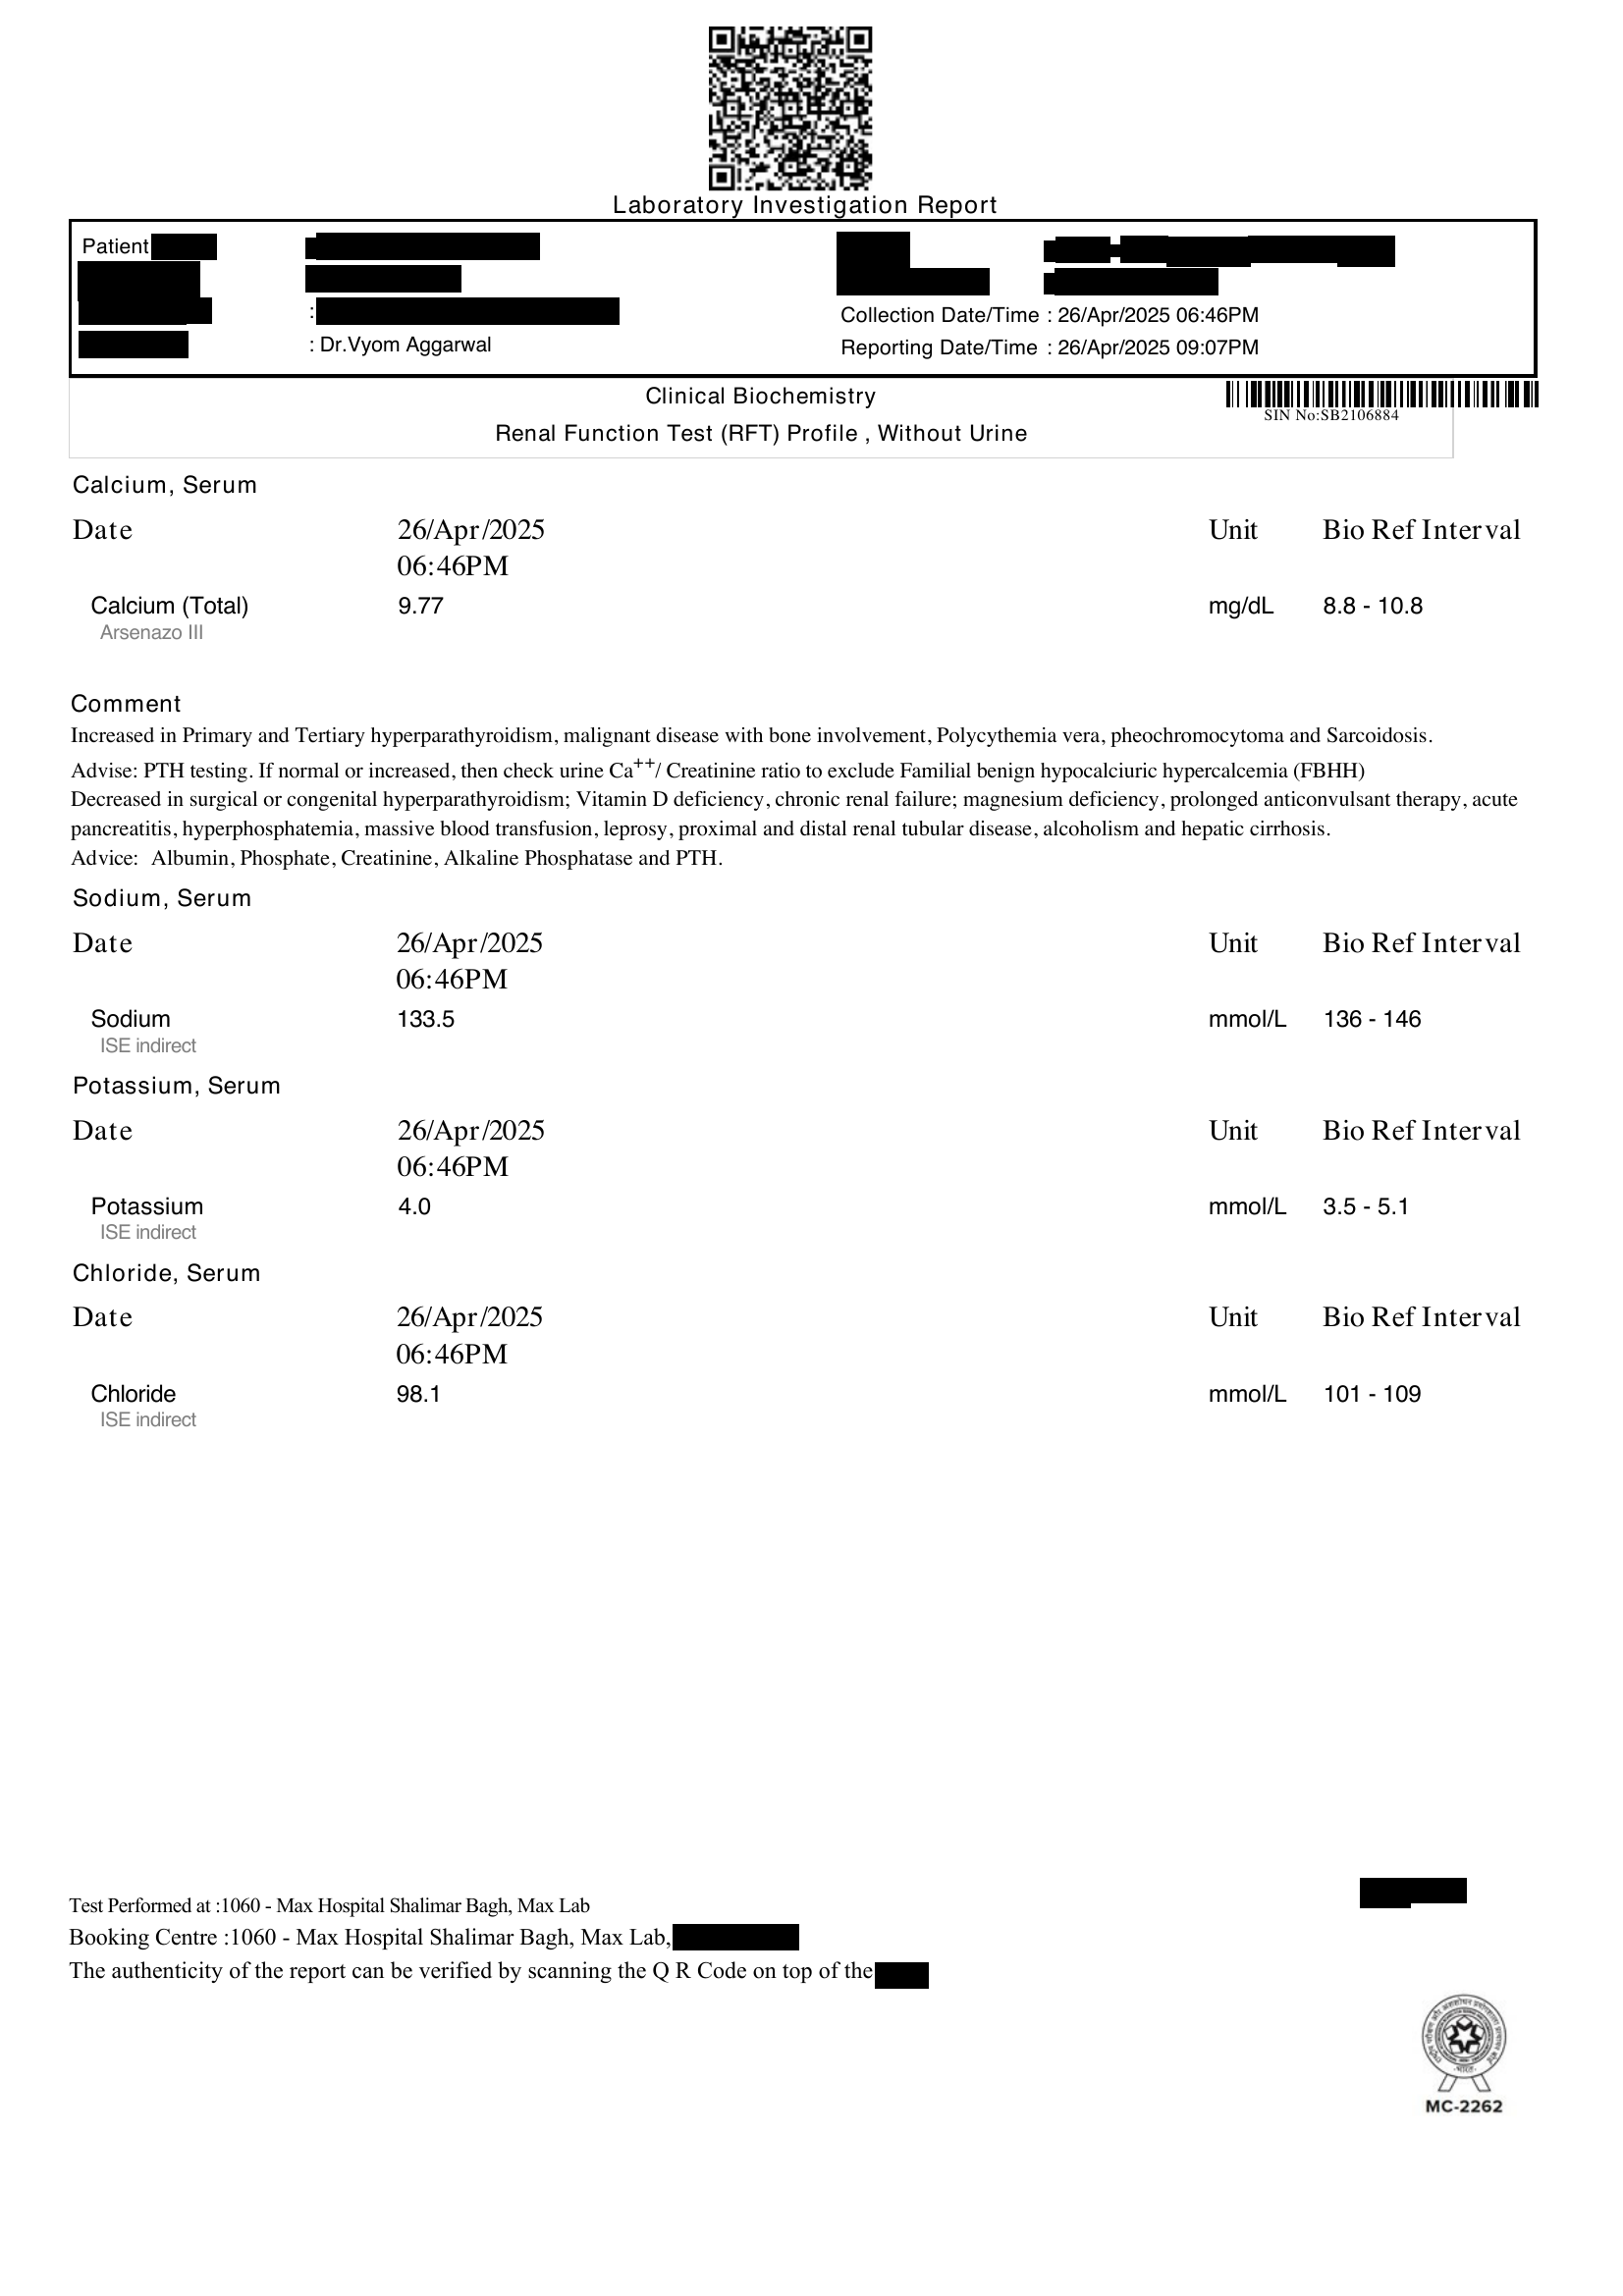 Laboratory Investigation Report
Patient
: Dr.Vyom Aggarwal
Collection Date/Time : 26/Apr/2025 06:46PM
Reporting Date/Time : 26/Apr/2025 09:07PM
Clinical Biochemistry
SIN No:SB2106884
Renal Function Test (RFT) Profile , Without Urine
Calcium, Serum
Date 26/Apr/2025 06:46PM Unit Bio Ref Interval
Calcium (Total) 9.77 mg/dL 8.8 - 10.8
Arsenazo III
Comment
Increased in Primary and Tertiary hyperparathyroidism, malignant disease with bone involvement, Polycythemia vera, pheochromocytoma and Sarcoidosis.
Advise: PTH testing. If normal or increased, then check urine Ca++/ Creatinine ratio to exclude Familial benign hypocalciuric hypercalcemia (FBHH)
Decreased in surgical or congenital hyperparathyroidism; Vitamin D deficiency, chronic renal failure; magnesium deficiency, prolonged anticonvulsant therapy, acute
pancreatitis, hyperphosphatemia, massive blood transfusion, leprosy, proximal and distal renal tubular disease, alcoholism and hepatic cirrhosis.
Advice: Albumin, Phosphate, Creatinine, Alkaline Phosphatase and PTH.
Sodium, Serum
Date 26/Apr/2025 06:46PM Unit Bio Ref Interval
Sodium 133.5 mmol/L 136 - 146
ISE indirect
Potassium, Serum
Date 26/Apr/2025 06:46PM Unit Bio Ref Interval
Potassium 4.0 mmol/L 3.5 - 5.1
ISE indirect
Chloride, Serum
Date 26/Apr/2025 06:46PM Unit Bio Ref Interval
Chloride 98.1 mmol/L 101 - 109
ISE indirect
Test Performed at :1060 - Max Hospital Shalimar Bagh, Max Lab
Booking Centre :1060 - Max Hospital Shalimar Bagh, Max Lab,
The authenticity of the report can be verified by scanning the Q R Code on top of the
MC-2262